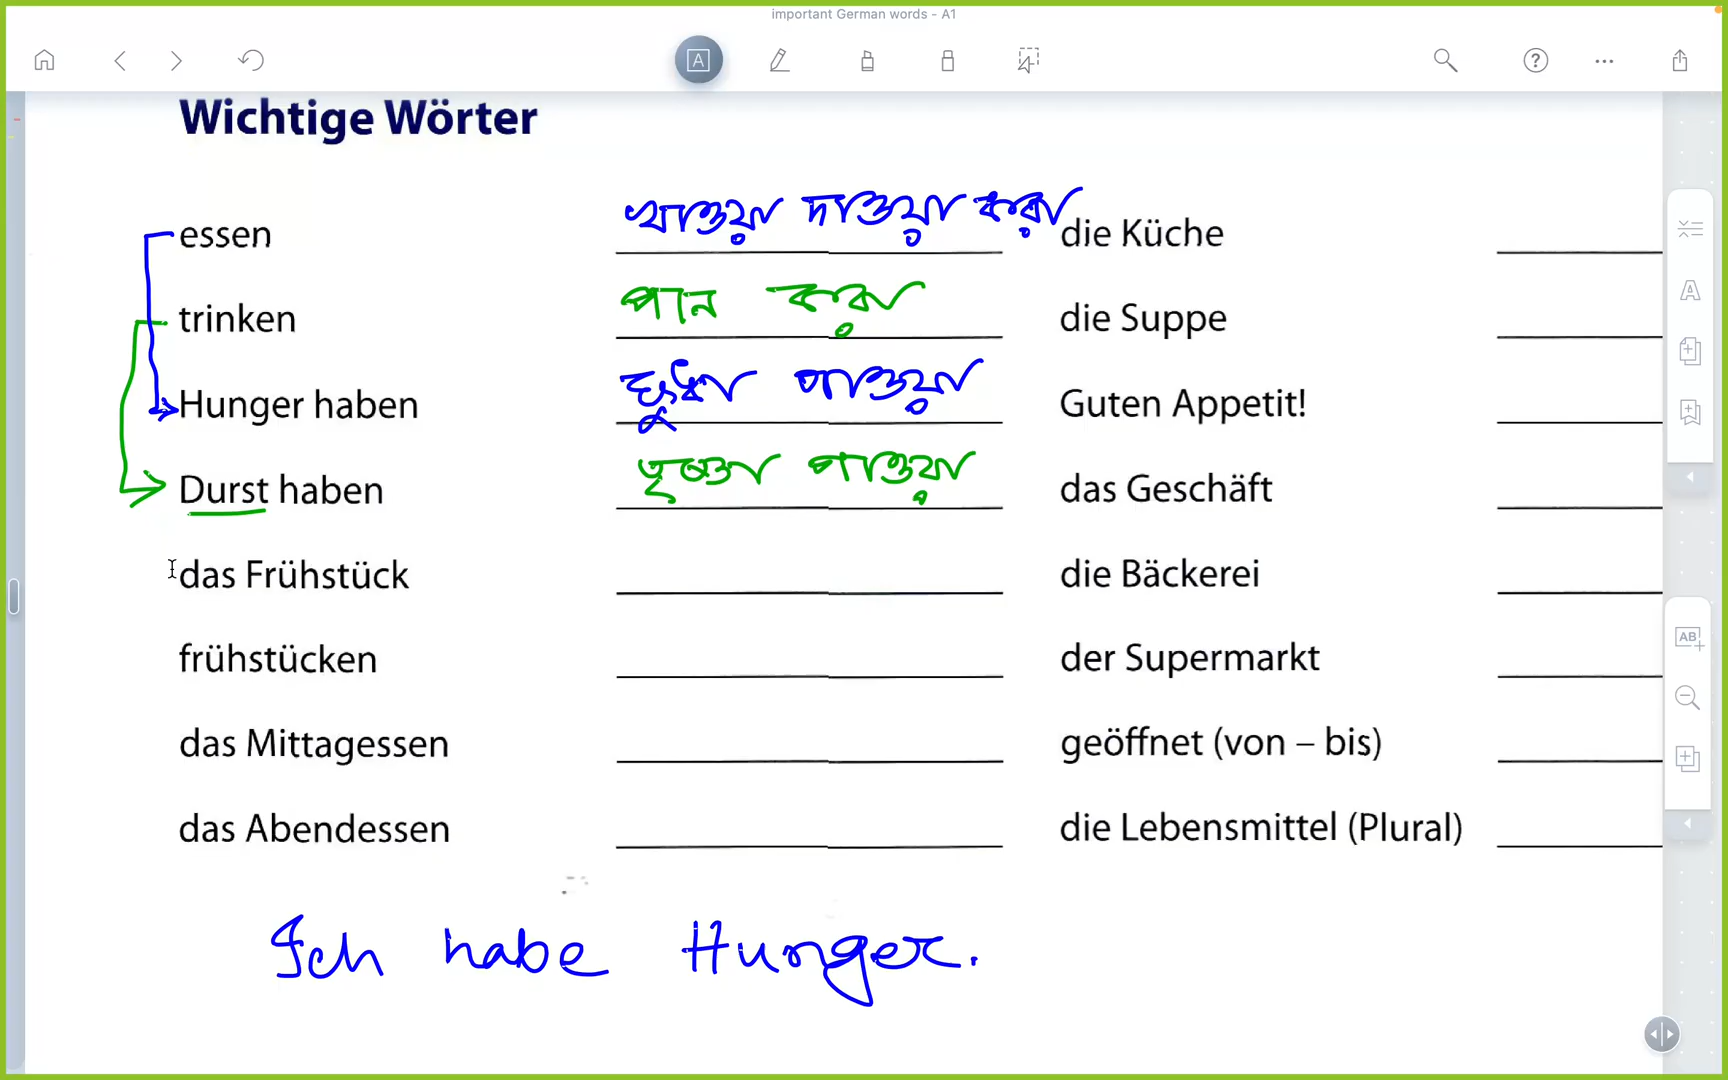 important German words - A1
Wichtige Wörter
essen খাওয়া দাওয়া করা
trinken পান করা
Hunger haben ক্ষুধা পাওয়া
Durst haben তৃষ্ণা পাওয়া
das Frühstück
frühstücken
das Mittagessen
das Abendessen
die Küche
die Suppe
Guten Appetit!
das Geschäft
die Bäckerei
der Supermarkt
geöffnet (von – bis)
die Lebensmittel (Plural)
Ich habe Hunger.